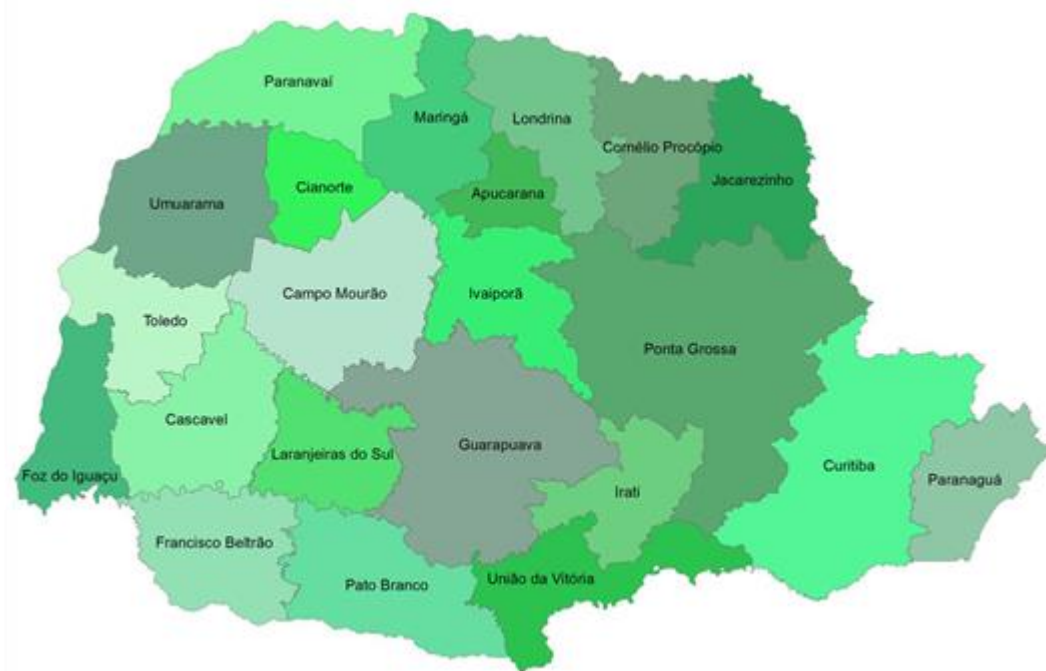 Paranavaí
Maringá
Londrina
Cornélio Procópio
Jacarezinho
Umuarama
Cianorte
Apucarana
Toledo
Campo Mourão
Ivaiporã
Ponta Grossa
Cascavel
Laranjeiras do Sul
Guarapuava
Foz do Iguaçu
Irati
Curitiba
Paranaguá
Francisco Beltrão
Pato Branco
União da Vitória